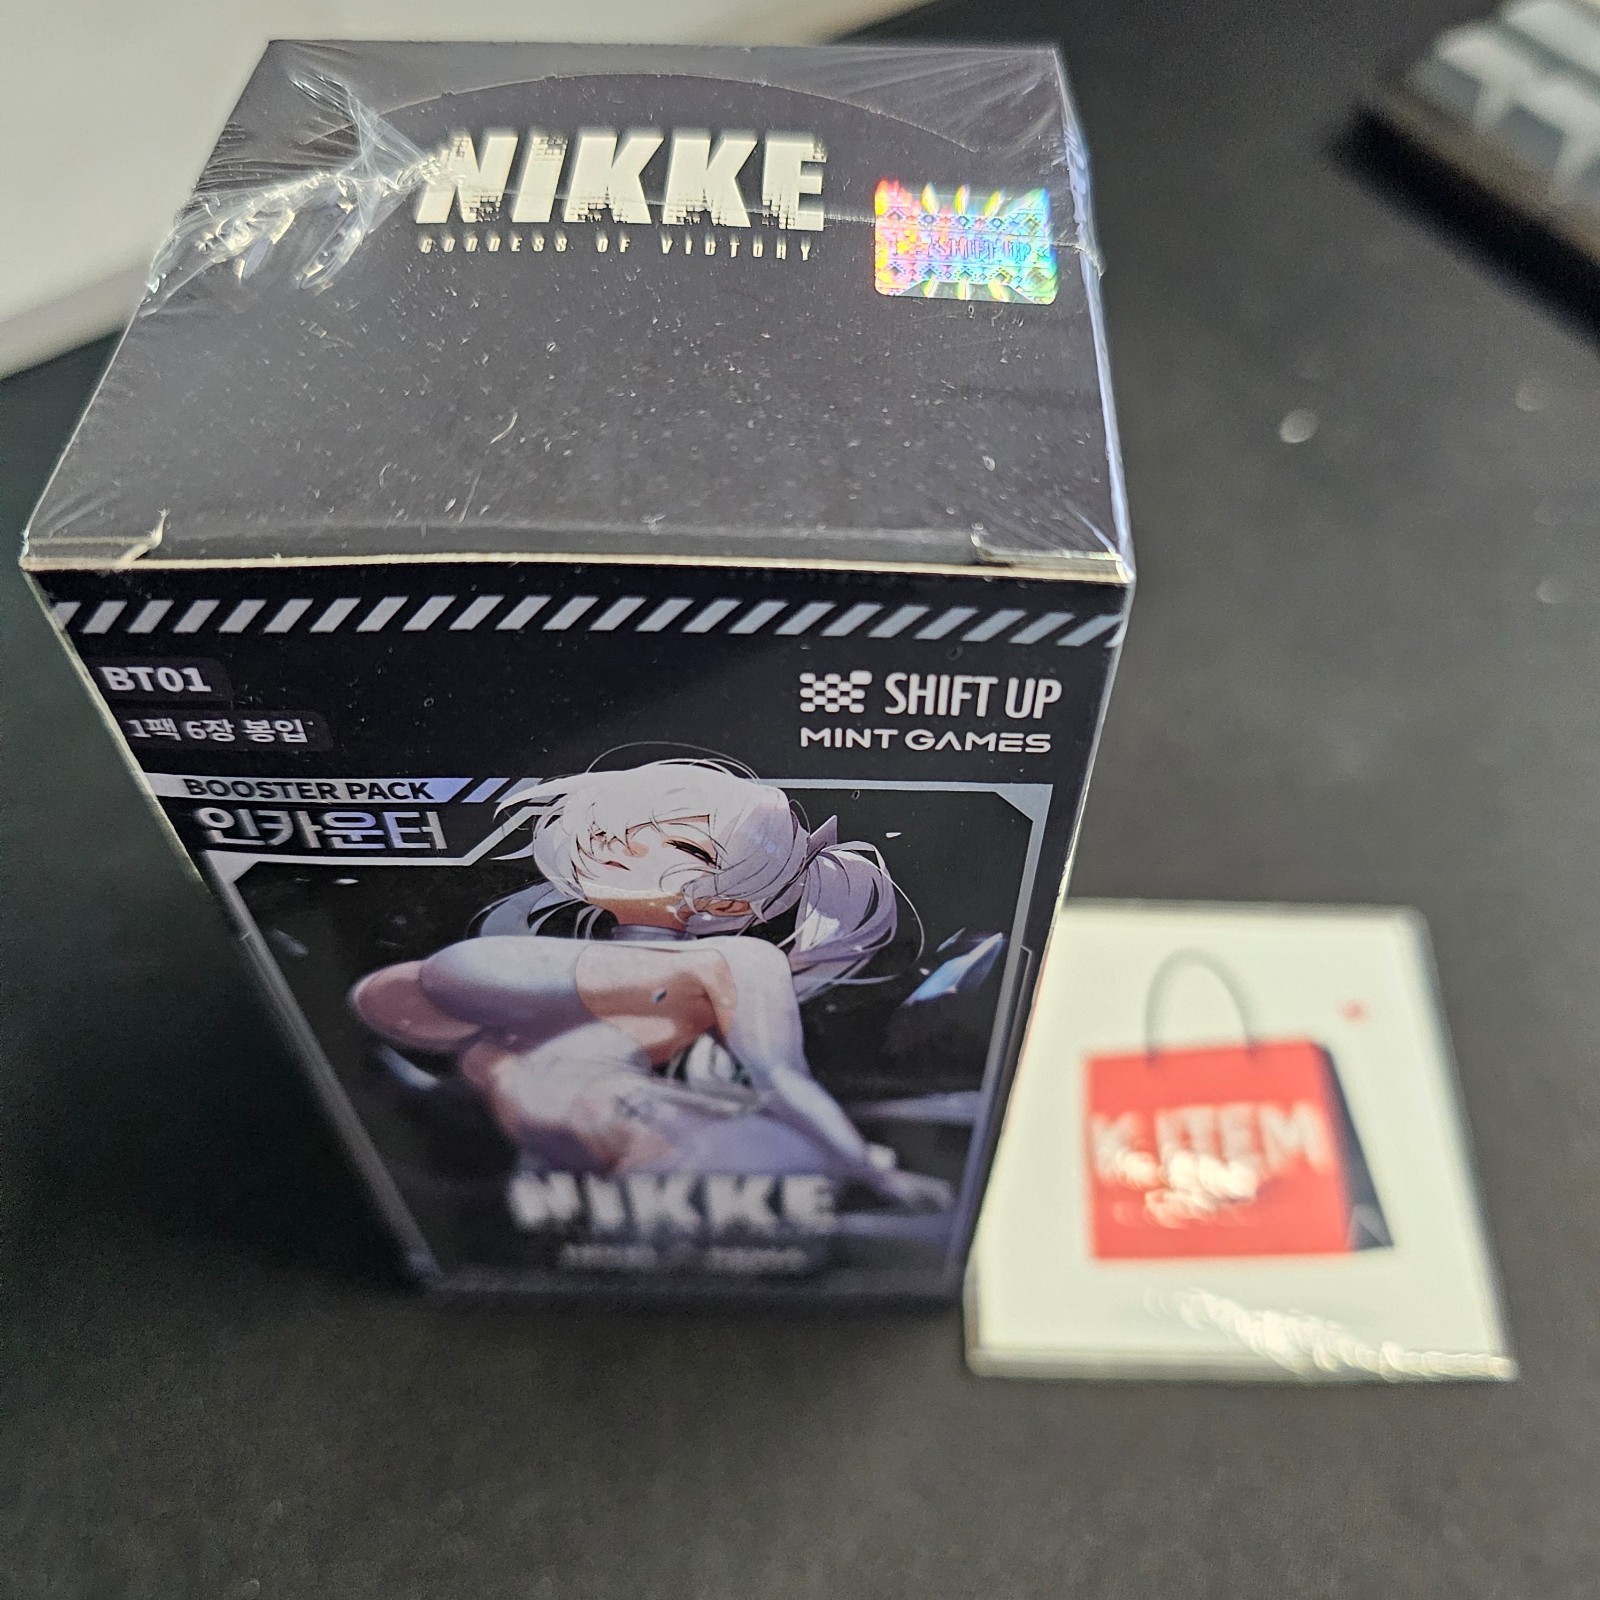 NIKKE
GODDESS OF VICTORY
SHIFT UP
BT01
1팩 6장 봉입
SHIFT UP
MINT GAMES
BOOSTER PACK
인카운터
NIKKE
K-ITEM